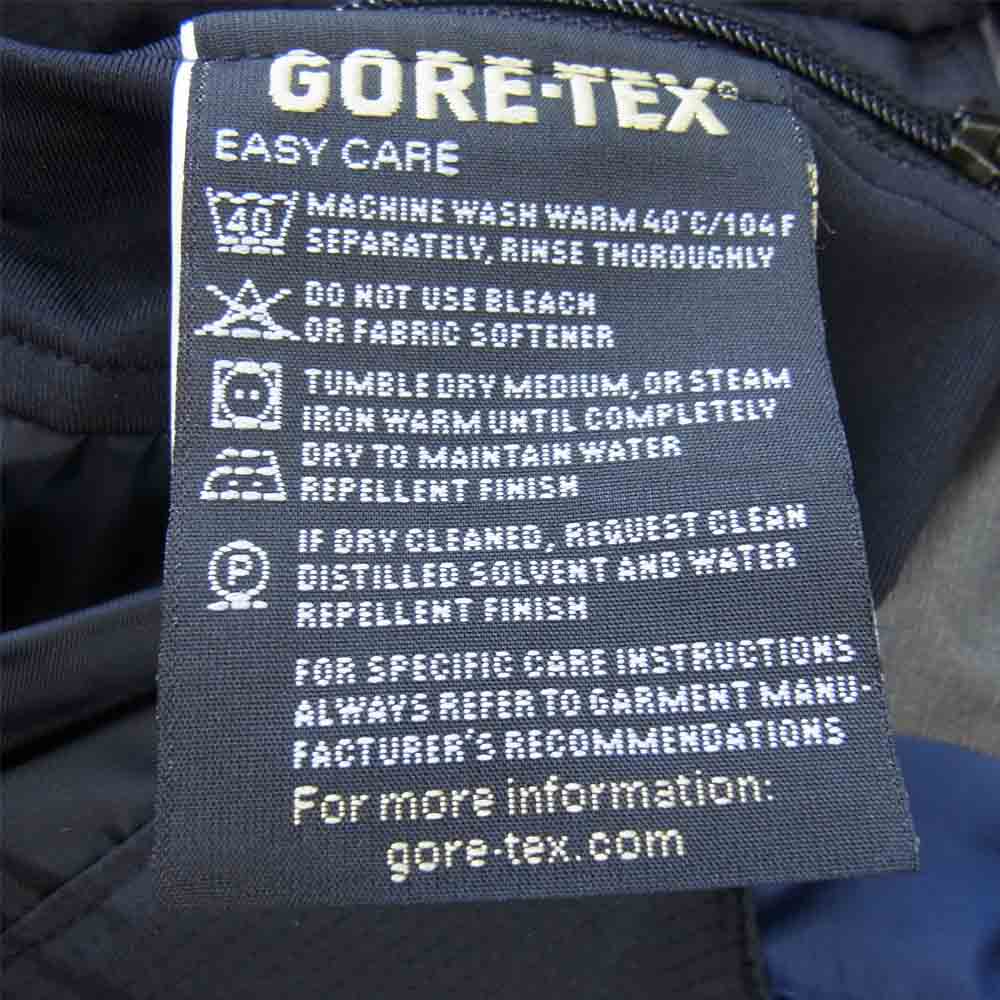 GORE-TEX®
EASY CARE
40 MACHINE WASH WARM 40°C/104 F
SEPARATELY, RINSE THOROUGHLY
DO NOT USE BLEACH
OR FABRIC SOFTENER
TUMBLE DRY MEDIUM, OR STEAM
IRON WARM UNTIL COMPLETELY
DRY TO MAINTAIN WATER
REPELLENT FINISH
IF DRY CLEANED, REQUEST CLEAN
P DISTILLED SOLVENT AND WATER
REPELLENT FINISH
FOR SPECIFIC CARE INSTRUCTIONS
ALWAYS REFER TO GARMENT MANU-
FACTURER'S RECOMMENDATIONS
For more information:
gore-tex.com